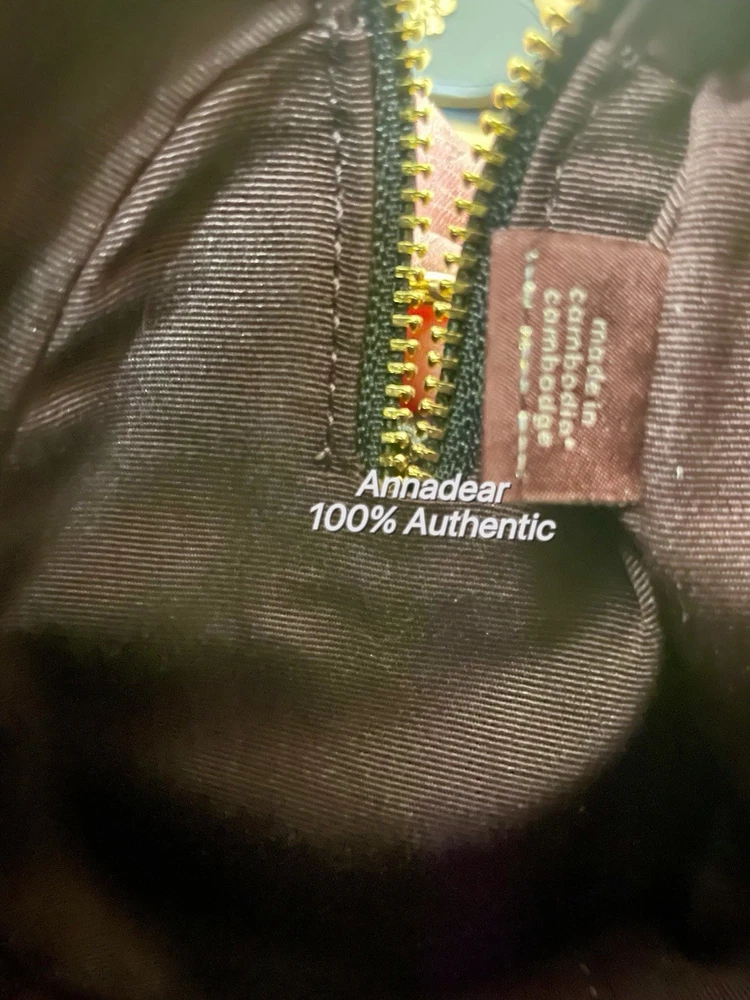 Annadear
100% Authentic
made in
cambodia
cambodge